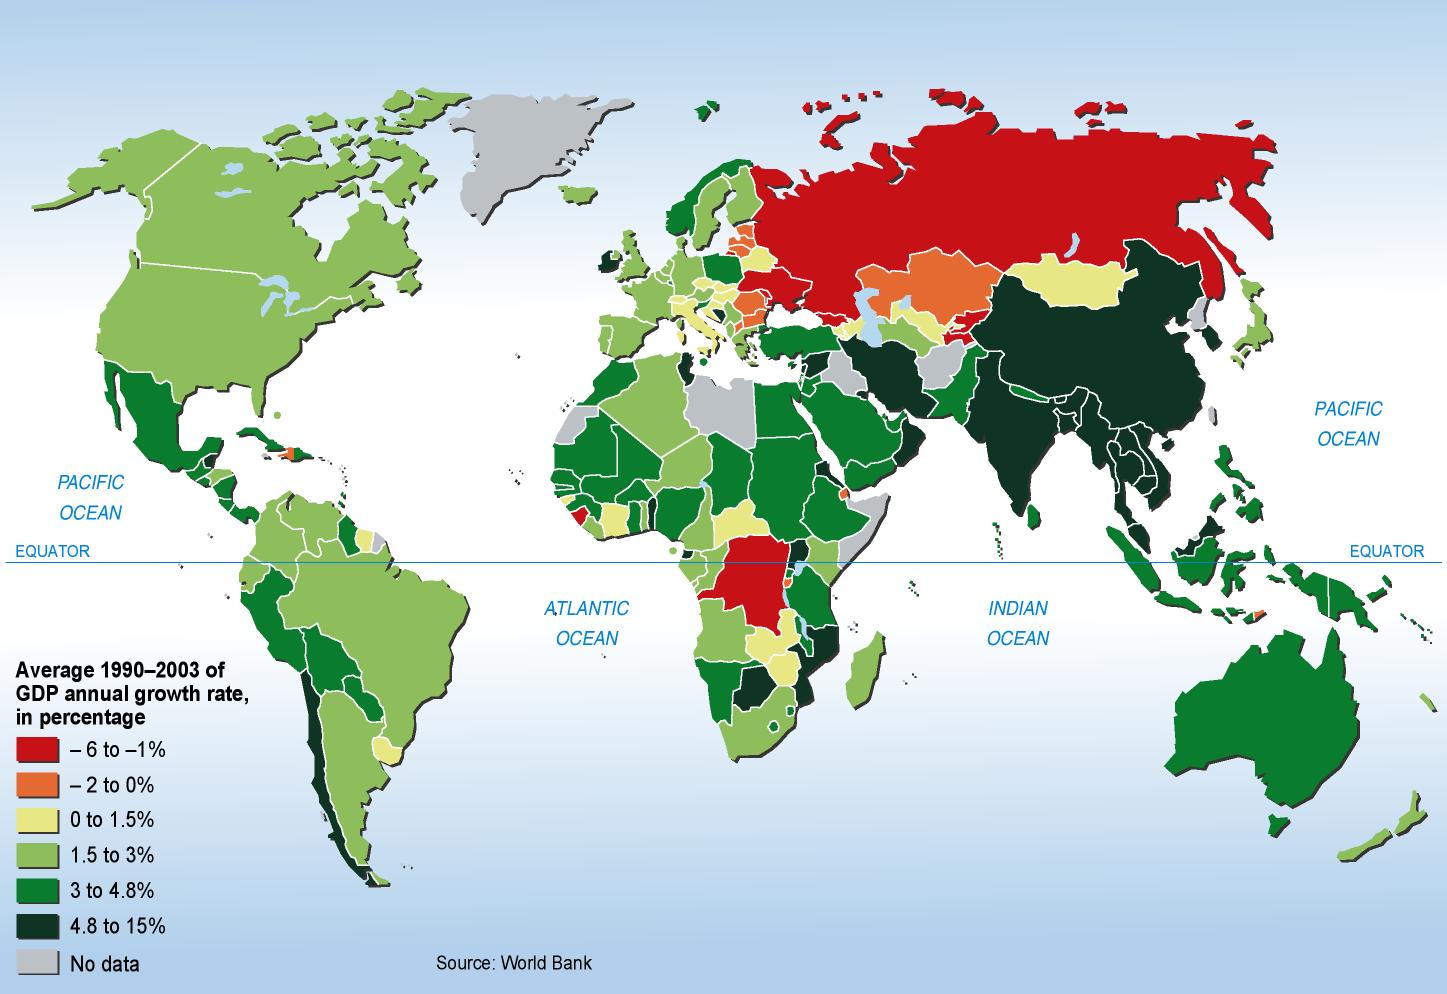 PACIFIC
OCEAN
PACIFIC
OCEAN
EQUATOR
EQUATOR
ATLANTIC
OCEAN
INDIAN
OCEAN
Average 1990–2003 of
GDP annual growth rate,
in percentage
– 6 to –1%
– 2 to 0%
0 to 1.5%
1.5 to 3%
3 to 4.8%
4.8 to 15%
No data
Source: World Bank